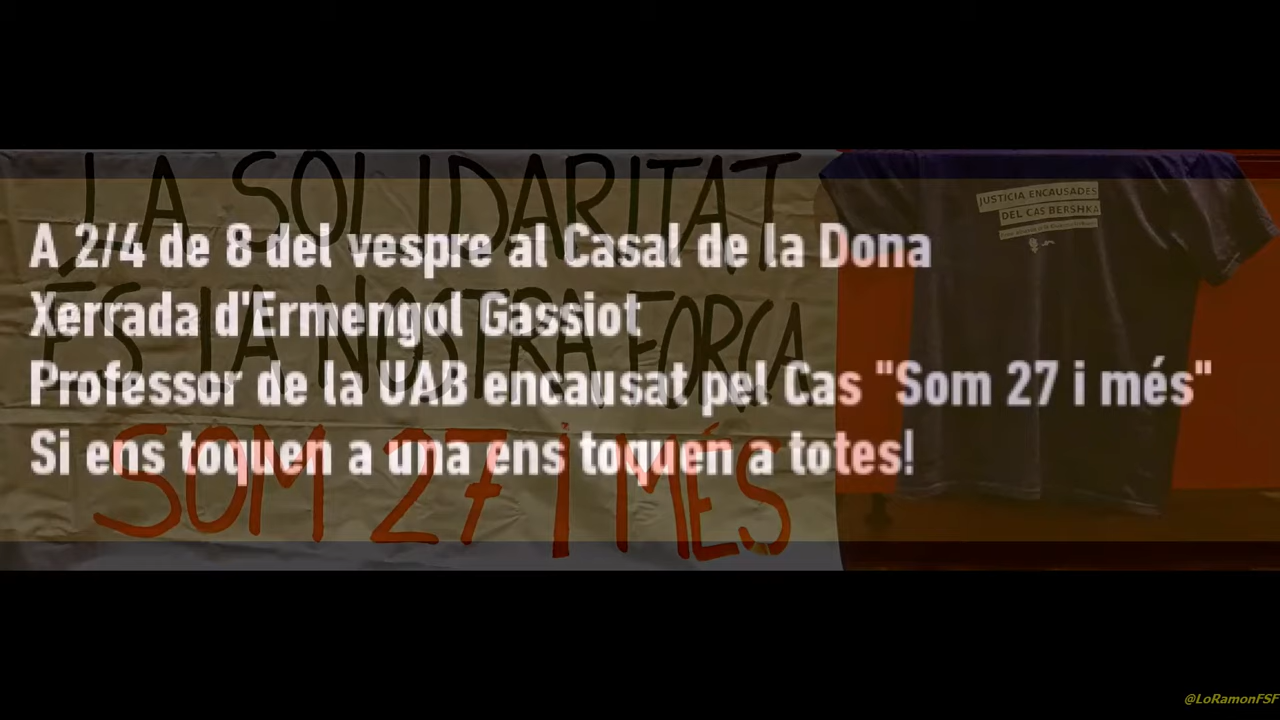 A 2/4 de 8 del vespre al Casal de la Dona
Xerrada d'Ermengol Gassiot
Professor de la UAB encausat pel Cas "Som 27 i més"
Si ens toquen a una ens toquen a totes!
LA SOLIDARITAT
ÉS LA NOSTRA FORÇA
SOM 27 I MÉS
JUSTÍCIA ENCAUSADES
DEL CAS BERSHKA
@LoRamonFSF